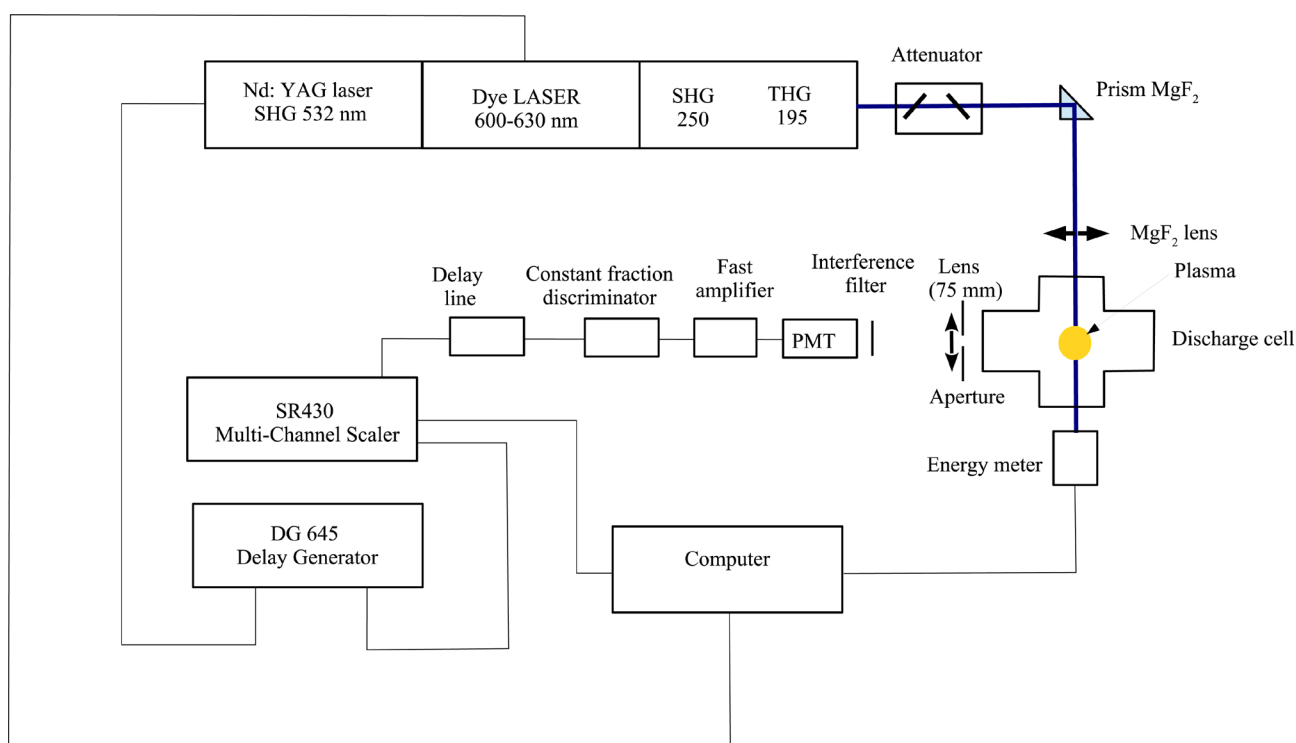 Attenuator
Nd: YAG laser
SHG 532 nm
Dye LASER
600-630 nm
SHG
250
THG
195
Prism MgF₂
MgF₂ lens
Plasma
Delay
line
Constant fraction
discriminator
Fast
amplifier
Interference
filter
Lens
(75 mm)
PMT
Discharge cell
Aperture
SR430
Multi-Channel Scaler
Energy meter
DG 645
Delay Generator
Computer